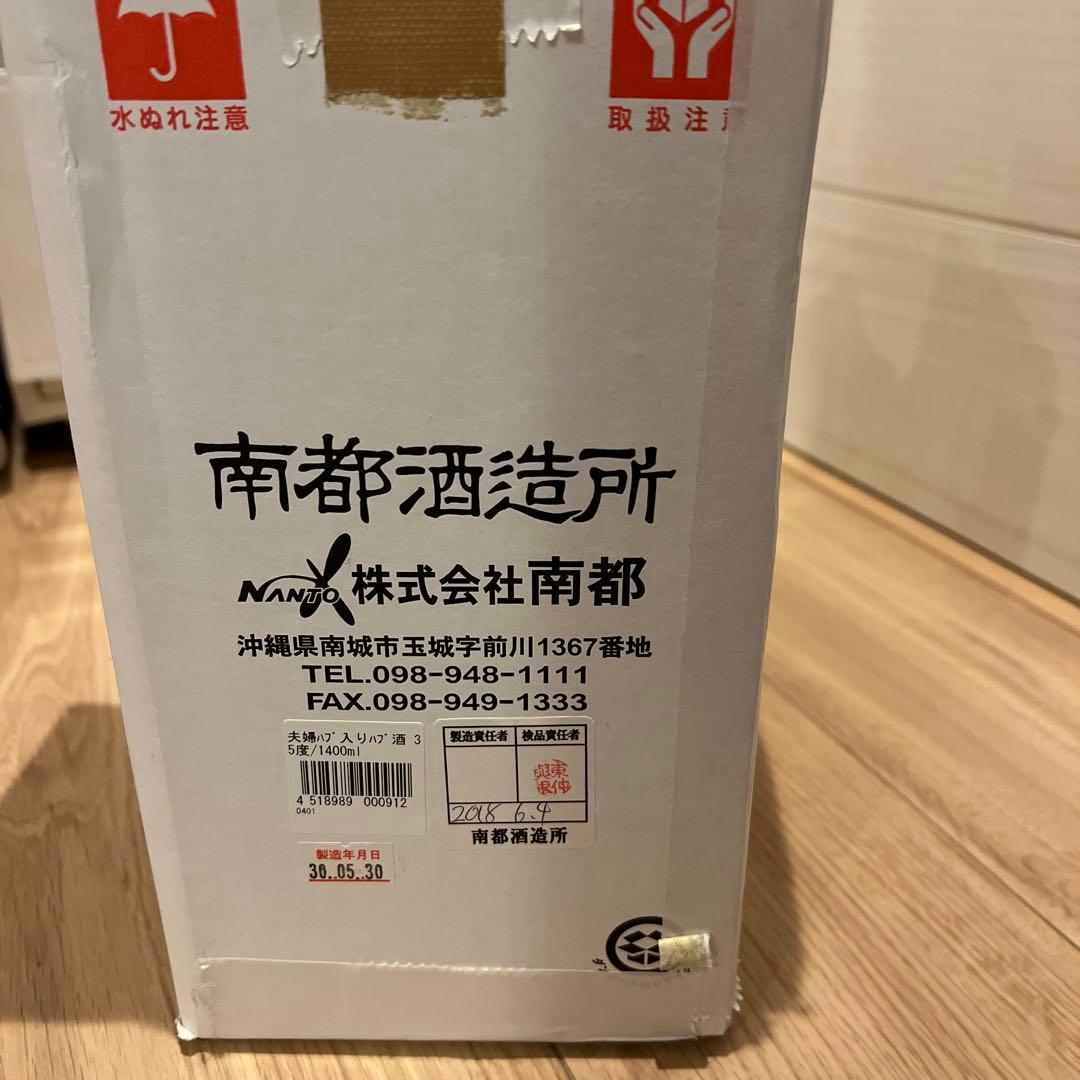 水ぬれ注意
取扱注
南都酒造所
NANTO 株式会社南都
沖縄県南城市玉城字前川1367番地
TEL.098-948-1111
FAX.098-949-1333
夫婦ﾊﾌﾞ入りﾊﾌﾞ酒 3
5度/1400ml
4 518989 000912
0401
製造責任者 検品責任者
2018 6.4
南都酒造所
製造年月日
30.05.30